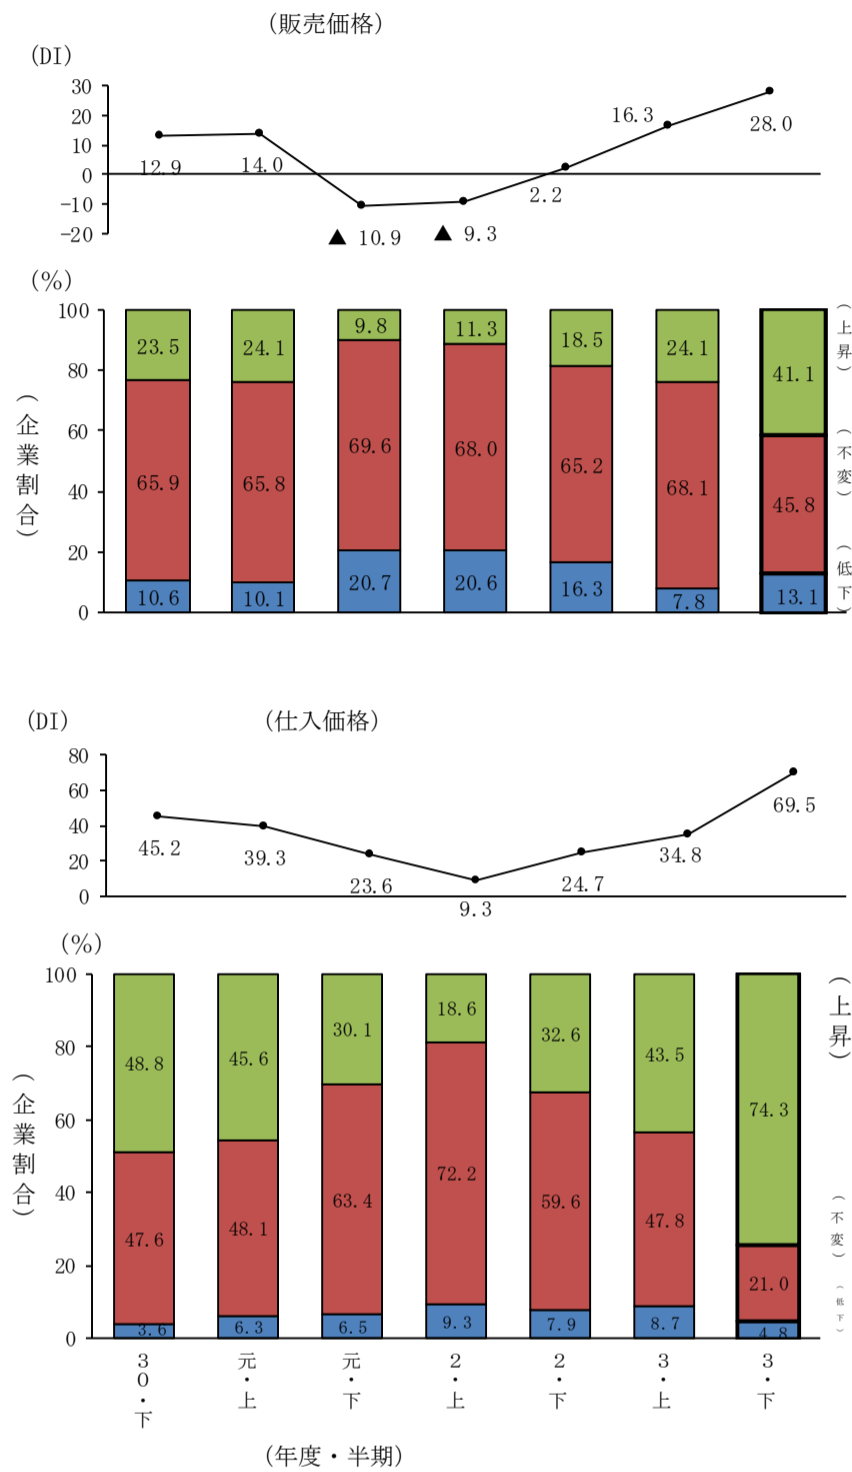 (販売価格)
(DI)
30
20
10
0
-10
-20
12.9
14.0
▲ 10.9
▲ 9.3
2.2
16.3
28.0
(%)
100
80
60
40
20
0
(企業割合)
23.5 24.1 9.8 11.3 18.5 24.1 41.1
65.9 65.8 69.6 68.0 65.2 68.1 45.8
10.6 10.1 20.7 20.6 16.3 7.8 13.1
(上昇)
(不変)
(低下)
(DI)
(仕入価格)
80
60
40
20
0
45.2
39.3
23.6
9.3
24.7
34.8
69.5
(%)
100
80
60
40
20
0
(企業割合)
48.8 45.6 30.1 18.6 32.6 43.5 74.3
47.6 48.1 63.4 72.2 59.6 47.8 21.0
3.6 6.3 6.5 9.3 7.9 8.7 4.8
(上昇)
(不変)
(低下)
30・下
元・上
元・下
2・上
2・下
3・上
3・下
(年度・半期)